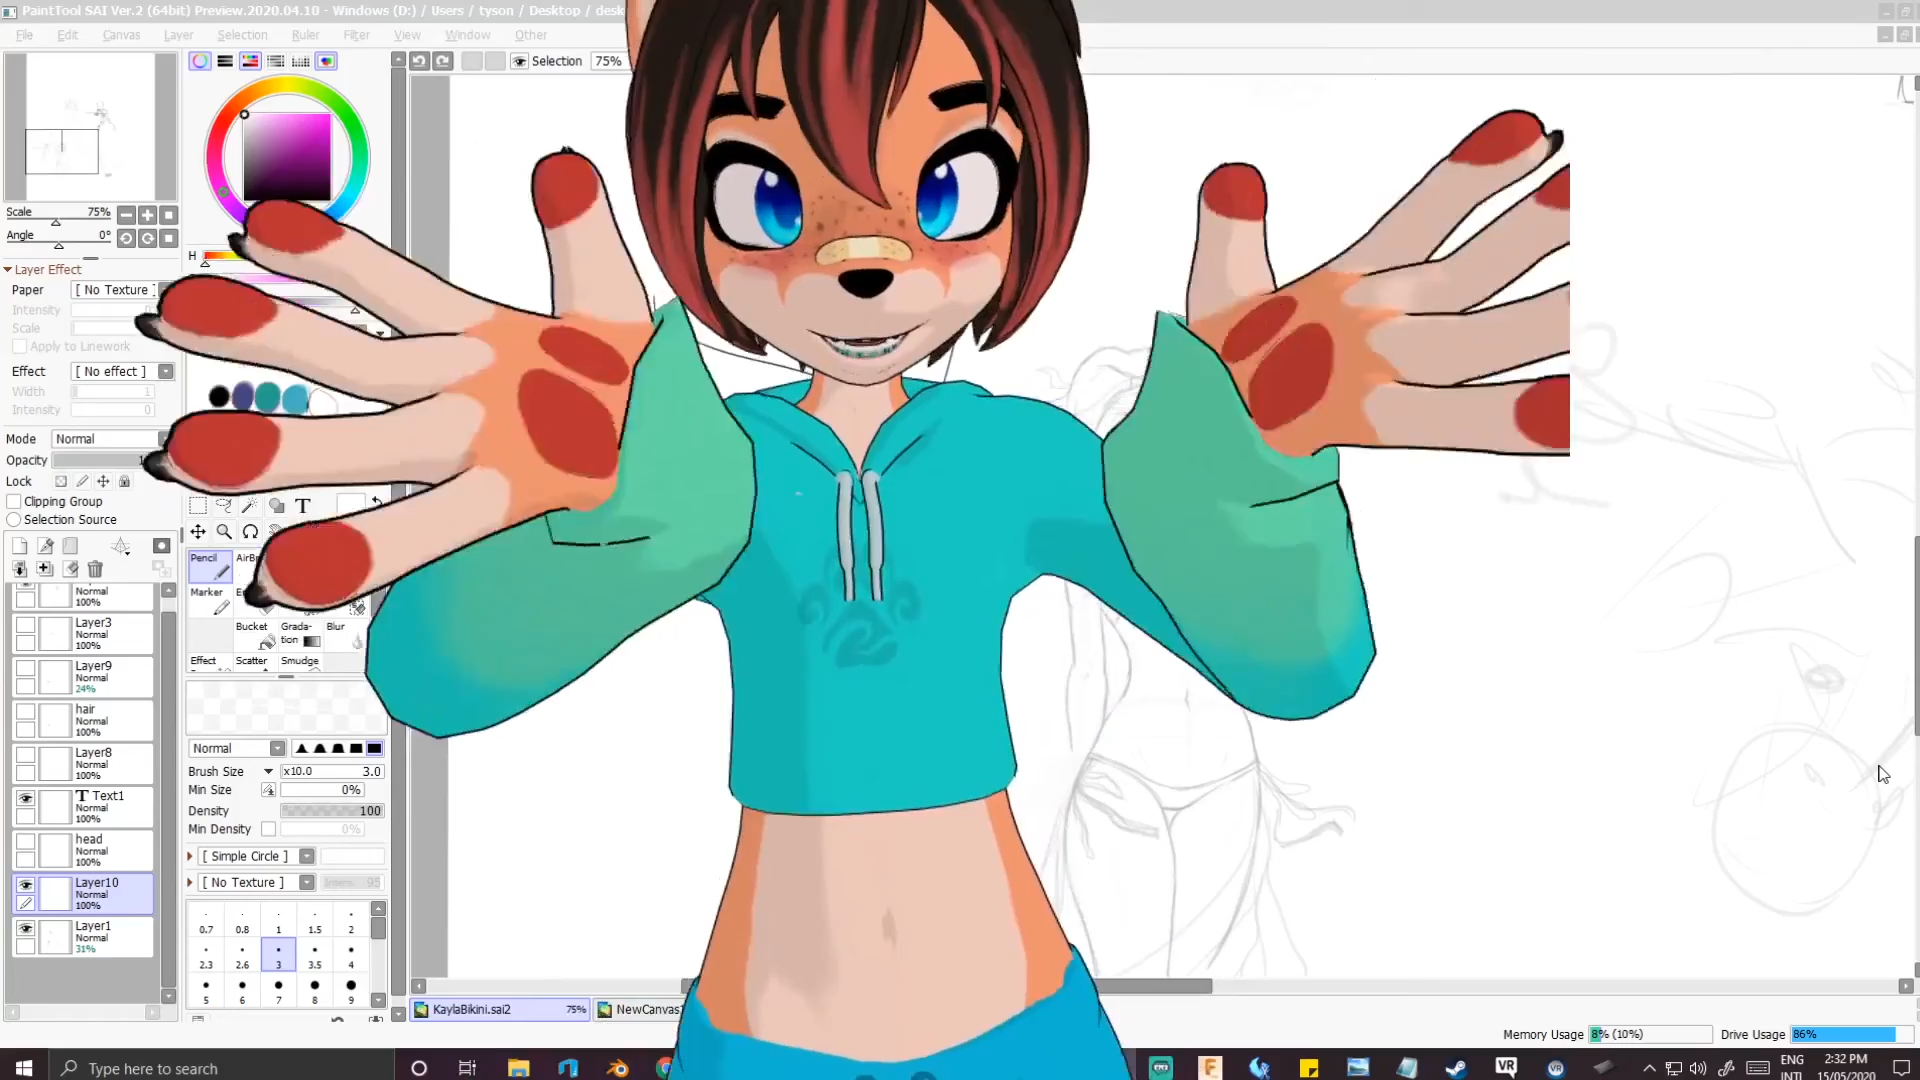 PaintTool SAI Ver.2 (64bit) Preview.2020.04.10 - Windows (D:) / Users / tyson / Desktop / desk
File Edit Canvas Layer Selection Ruler Filter View Window Other
Selection 75%
Scale 75%
Angle 0°
H
Layer Effect
Paper [ No Texture ]
Intensity
Scale
Apply to Linework
Effect [ No effect ]
Width 1
Intensity 0
Mode Normal
Opacity
Lock
Clipping Group
Selection Source
T
Normal
100%
Layer3
Normal
100%
Layer9
24%
hair
Normal
100%
Layer8
Normal
100%
T Text1
Normal
100%
head
Normal
100%
Layer10
Normal
100%
Layer1
Normal
31%
Pencil
Marker
Bucket Grada-tion Blur
Effect Scatter Smudge
Normal
Brush Size x10.0 3.0
Min Size 0%
Density 100
Min Density 0%
[ Simple Circle ]
[ No Texture ] 95
0.7 0.8 1 1.5 2
2.3 2.6 3 3.5 4
5 6 7 8 9
KaylaBikini.sai2 75% NewCanvas
Memory Usage 8% (10%) Drive Usage 86%
Type here to search
VR
ENG 2:32 PM
INTL 15/05/2020